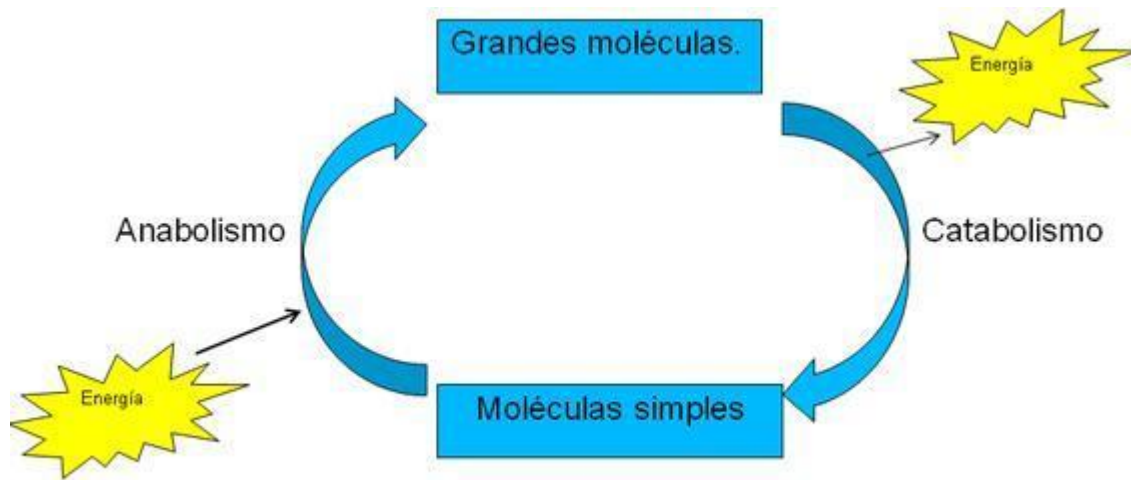 Grandes moléculas.
Energía
Anabolismo
Catabolismo
Energía
Moléculas simples